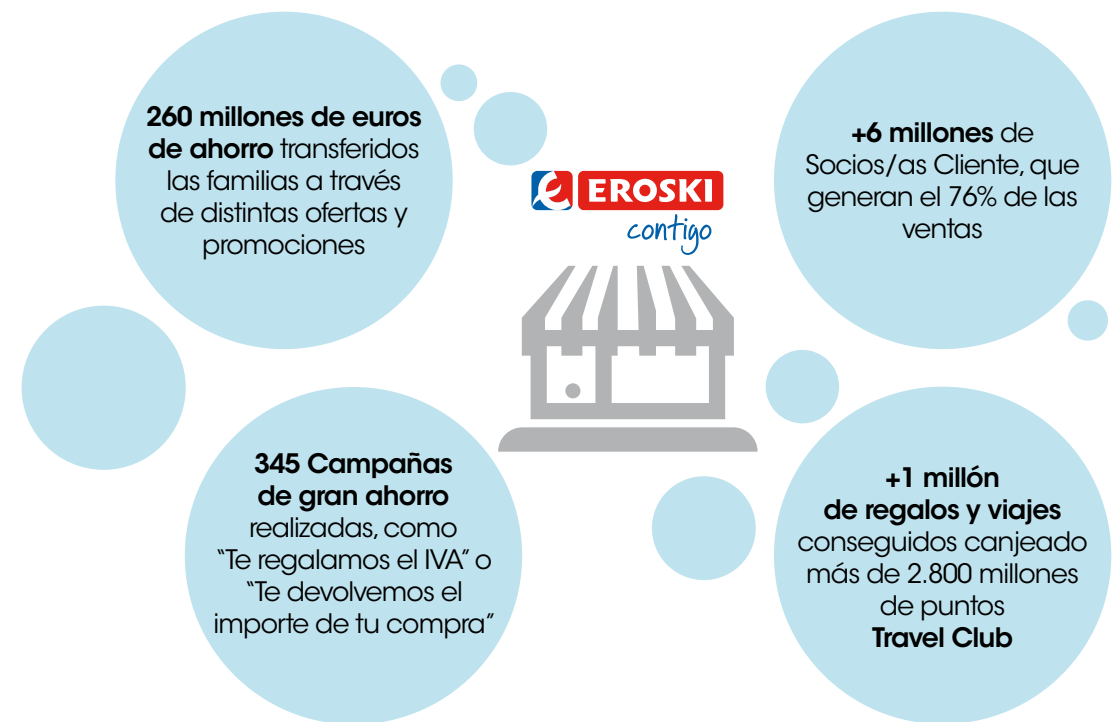 260 millones de euros
de ahorro transferidos
las familias a través
de distintas ofertas y
promociones
EROSKI
contigo
+6 millones de
Socios/as Cliente, que
generan el 76% de las
ventas
345 Campañas
de gran ahorro
realizadas, como
“Te regalamos el IVA” o
“Te devolvemos el
importe de tu compra”
+1 millón
de regalos y viajes
conseguidos canjeado
más de 2.800 millones
de puntos
Travel Club